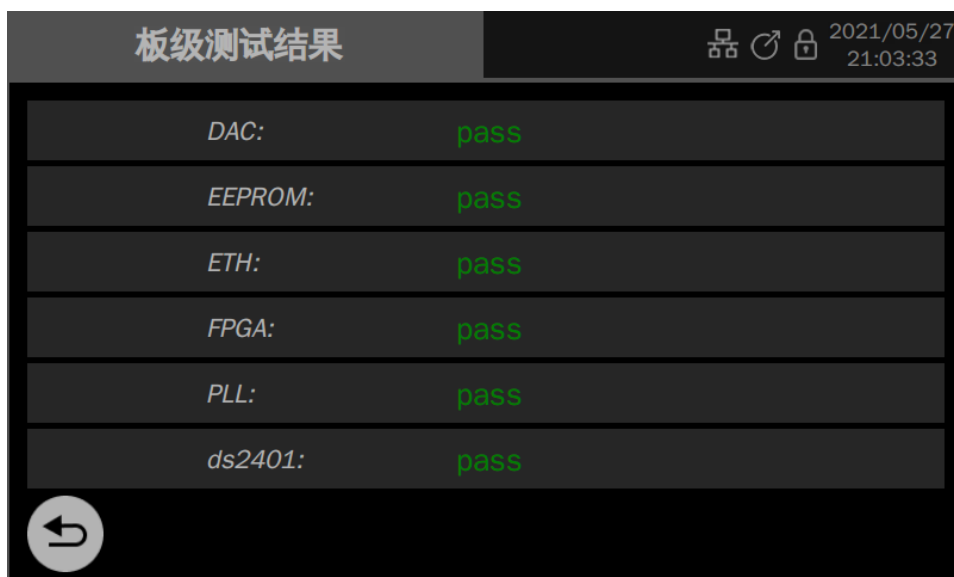 板级测试结果
2021/05/27
21:03:33
DAC: pass
EEPROM: pass
ETH: pass
FPGA: pass
PLL: pass
ds2401: pass